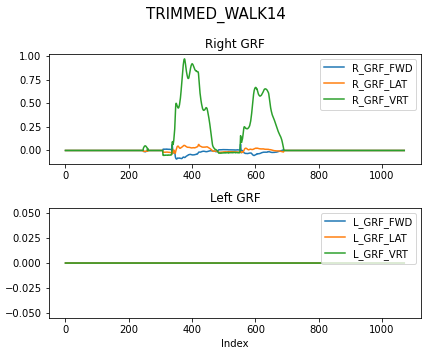 TRIMMED_WALK14
Right GRF
1.00
0.75
0.50
0.25
0.00
R_GRF_FWD
R_GRF_LAT
R_GRF_VRT
0 200 400 600 800 1000
Left GRF
0.050
0.025
0.000
−0.025
−0.050
L_GRF_FWD
L_GRF_LAT
L_GRF_VRT
0 200 400 600 800 1000
Index